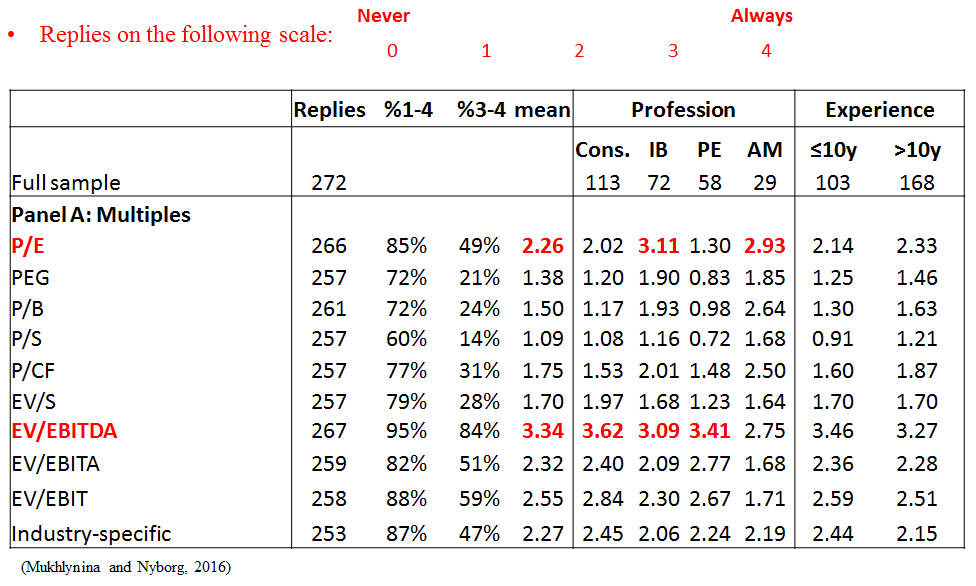 Never Always
• Replies on the following scale:
0 1 2 3 4
Replies %1-4 %3-4 mean Profession Experience
Cons. IB PE AM ≤10y >10y
Full sample 272 113 72 58 29 103 168
Panel A: Multiples
P/E 266 85% 49% 2.26 2.02 3.11 1.30 2.93 2.14 2.33
PEG 257 72% 21% 1.38 1.20 1.90 0.83 1.85 1.25 1.46
P/B 261 72% 24% 1.50 1.17 1.93 0.98 2.64 1.30 1.63
P/S 257 60% 14% 1.09 1.08 1.16 0.72 1.68 0.91 1.21
P/CF 257 77% 31% 1.75 1.53 2.01 1.48 2.50 1.60 1.87
EV/S 257 79% 28% 1.70 1.97 1.68 1.23 1.64 1.70 1.70
EV/EBITDA 267 95% 84% 3.34 3.62 3.09 3.41 2.75 3.46 3.27
EV/EBITA 259 82% 51% 2.32 2.40 2.09 2.77 1.68 2.36 2.28
EV/EBIT 258 88% 59% 2.55 2.84 2.30 2.67 1.71 2.59 2.51
Industry-specific 253 87% 47% 2.27 2.45 2.06 2.24 2.19 2.44 2.15
(Mukhlynina and Nyborg, 2016)